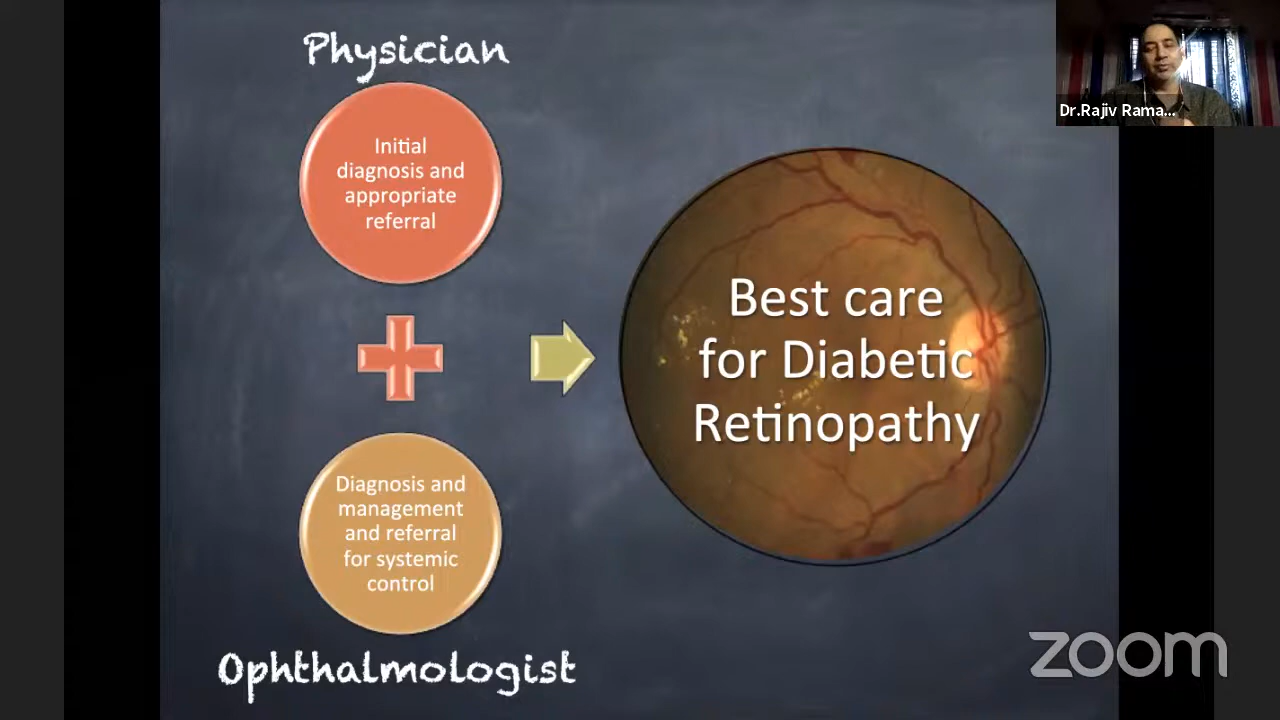 Physician
Initial
diagnosis and
appropriate
referral
Best care
for Diabetic
Retinopathy
Diagnosis and
management
and referral
for systemic
control
Ophthalmologist
Dr.Rajiv Rama...
zoom